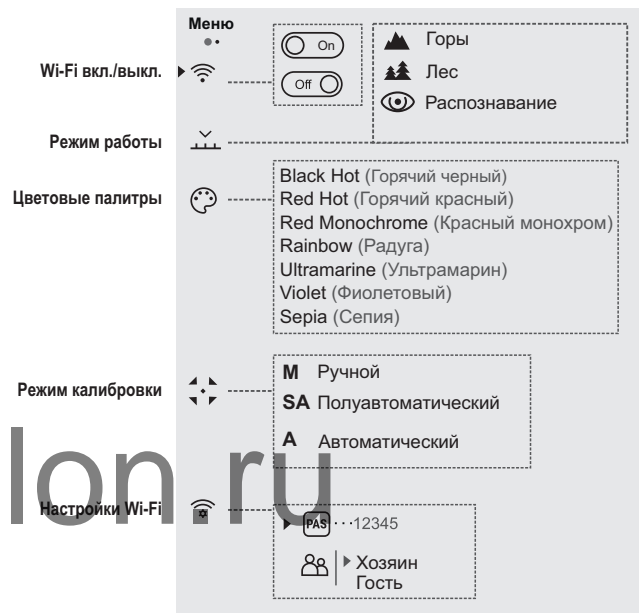 Меню
Wi-Fi вкл./выкл.
On
Off
Горы
Лес
Распознавание
Режим работы
Цветовые палитры
Black Hot (Горячий черный)
Red Hot (Горячий красный)
Red Monochrome (Красный монохром)
Rainbow (Радуга)
Ultramarine (Ультрамарин)
Violet (Фиолетовый)
Sepia (Сепия)
Режим калибровки
M Ручной
SA Полуавтоматический
A Автоматический
lon.ru
Настройки Wi-Fi
PAS ···12345
Хозяин
Гость